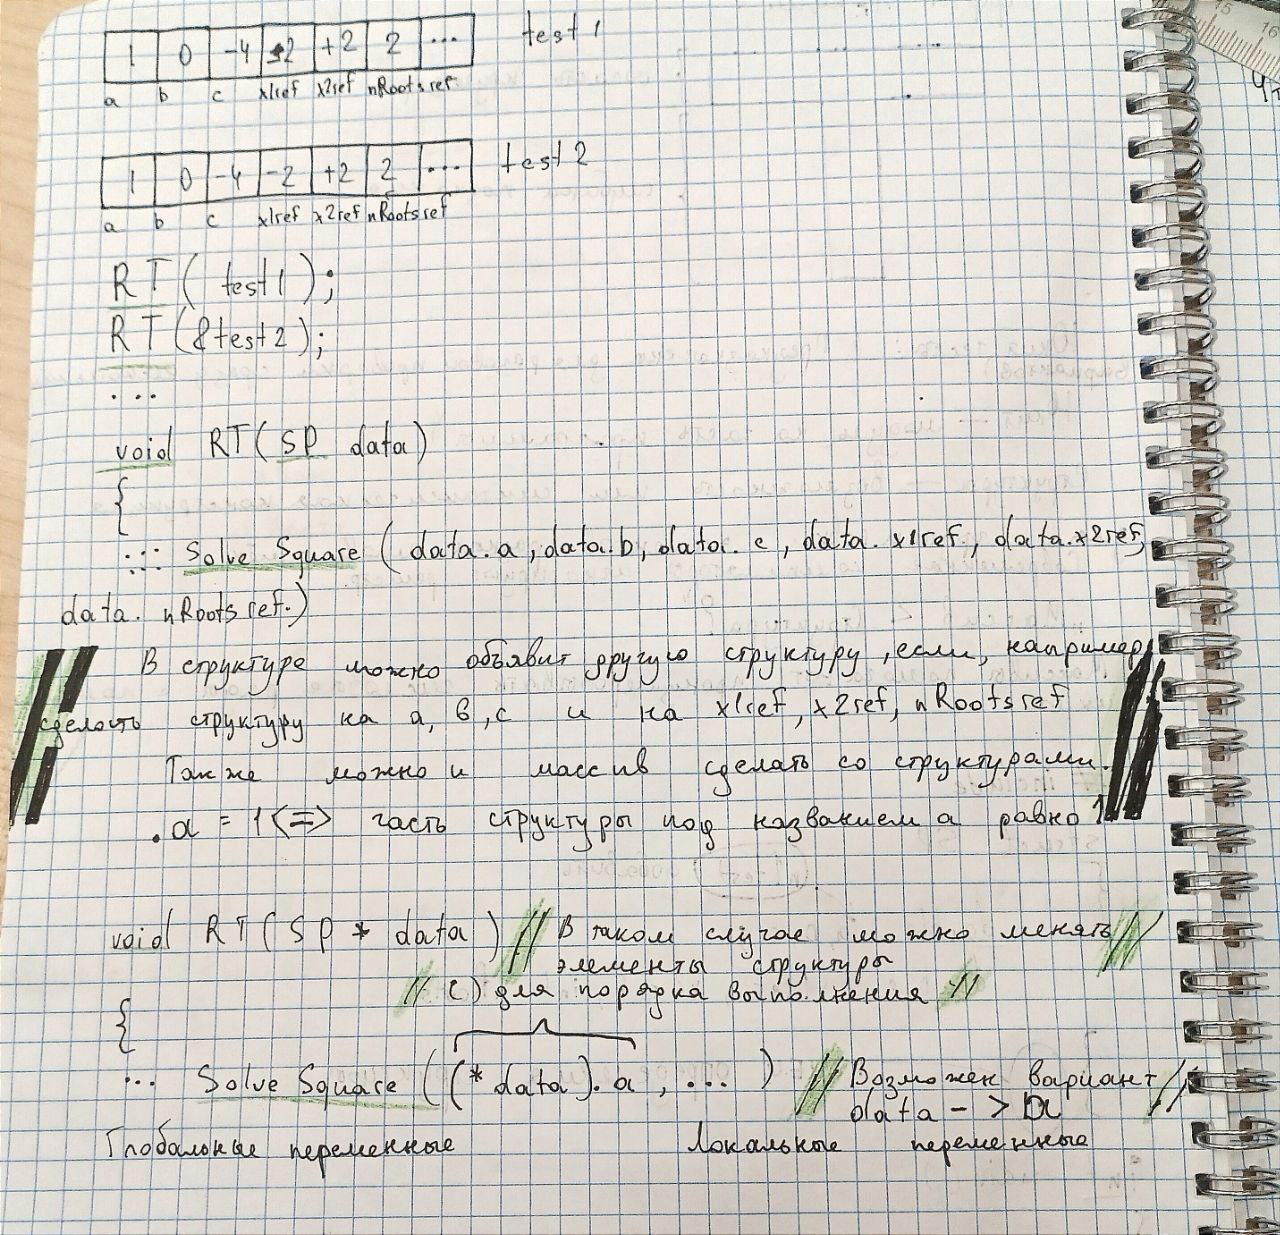 1 0 -4 -2 +2 2 ... test 1
a b c x1ref x2ref nRootsref
1 0 -4 -2 +2 2 ... test 2
a b c x1ref x2ref nRootsref
RT( test1 );
RT(&test2);
...
void RT( SP data)
{
... Solve Square ( data.a, data.b, data.c, data.x1ref, data.x2ref,
data. nRootsref.)
// В структуре можно объявит другую структуру, если, например,
сделать структуру на a, b, c и на x1ref, x2ref, nRootsref
Также можно и массив сделать со структурами.
.a = 1 <=> часть структуры под названием a равно 1 //
void RT( SP * data ) // В таком случае можно менять //
элементы структуры
// ( ) для порядка выполнения //
{
... Solve Square ((* data).a, ... ) // Возможен вариант //
data -> a
Глобальные переменные Локальные переменные